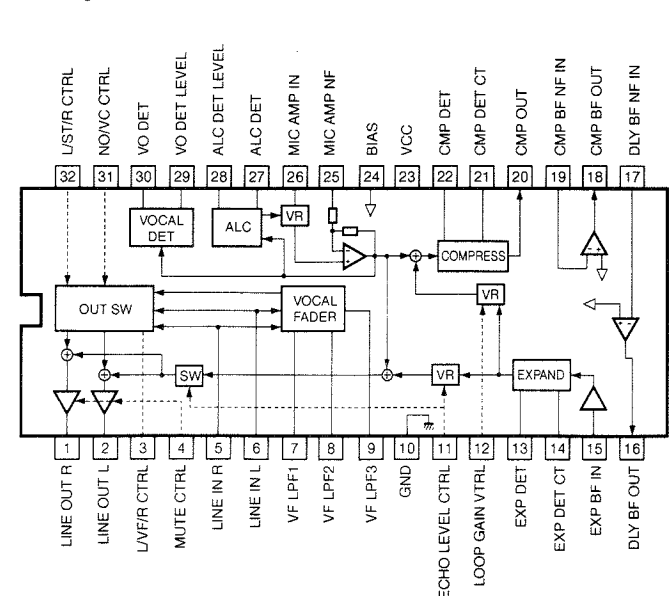 L/ST/R CTRL
NO/VC CTRL
VO DET
VO DET LEVEL
ALC DET LEVEL
ALC DET
MIC AMP IN
MIC AMP NF
BIAS
VCC
CMP DET
CMP DET CT
CMP OUT
CMP BF NF IN
CMP BF OUT
DLY BF NF IN
32 31 30 29 28 27 26 25 24 23 22 21 20 19 18 17
VOCAL
DET
ALC
VR
COMPRESS
OUT SW
VOCAL
FADER
VR
SW
VR
EXPAND
1 2 3 4 5 6 7 8 9 10 11 12 13 14 15 16
LINE OUT R
LINE OUT L
L/VF/R CTRL
MUTE CTRL
LINE IN R
LINE IN L
VF LPF1
VF LPF2
VF LPF3
GND
ECHO LEVEL CTRL
LOOP GAIN VTRL
EXP DET
EXP DET CT
EXP BF IN
DLY BF OUT